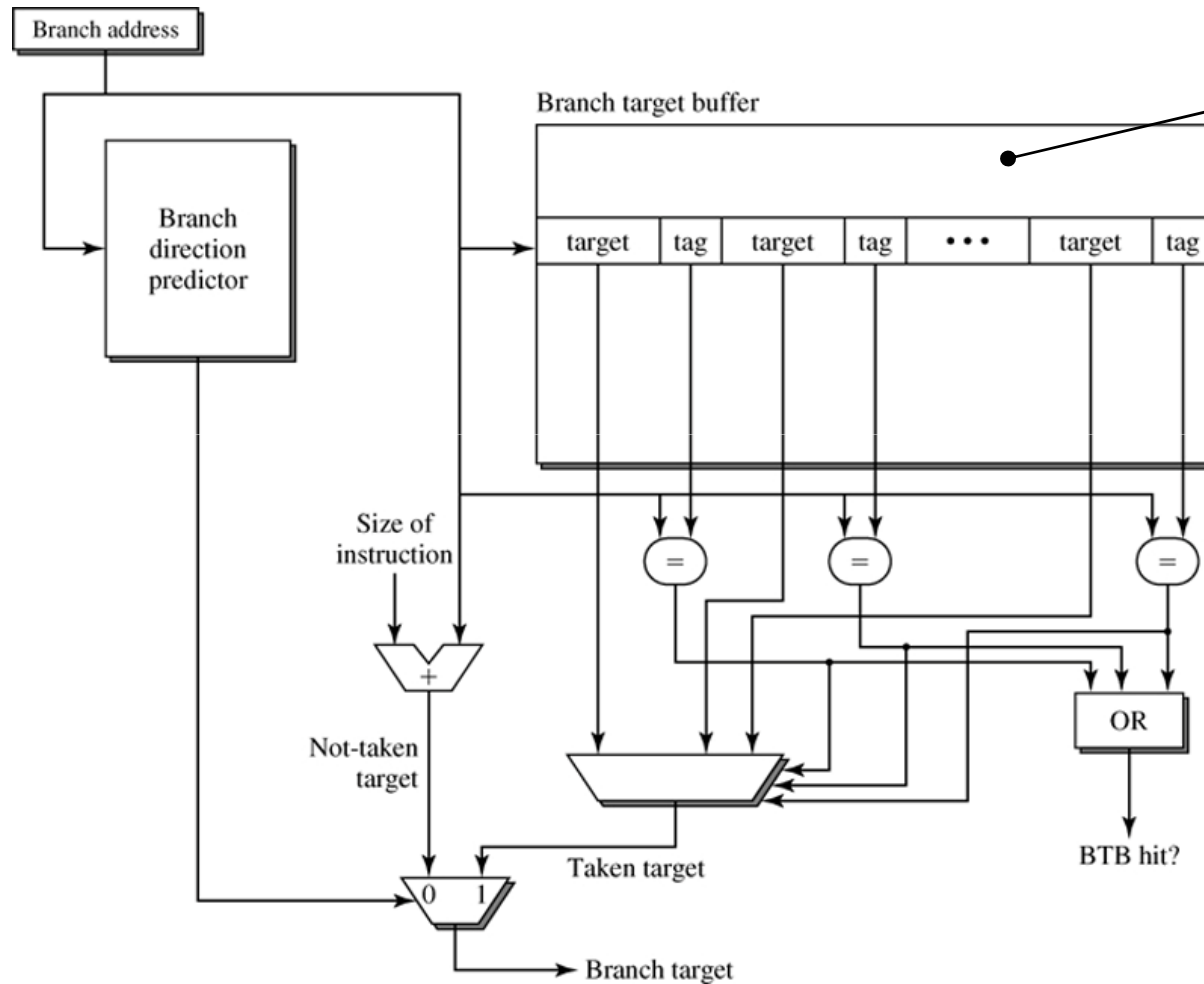 Branch address
Branch target buffer
Branch
direction
predictor
target tag target tag ••• target tag
Size of
instruction
= = =
+
OR
Not-taken
target
BTB hit?
Taken target
0 1
Branch target